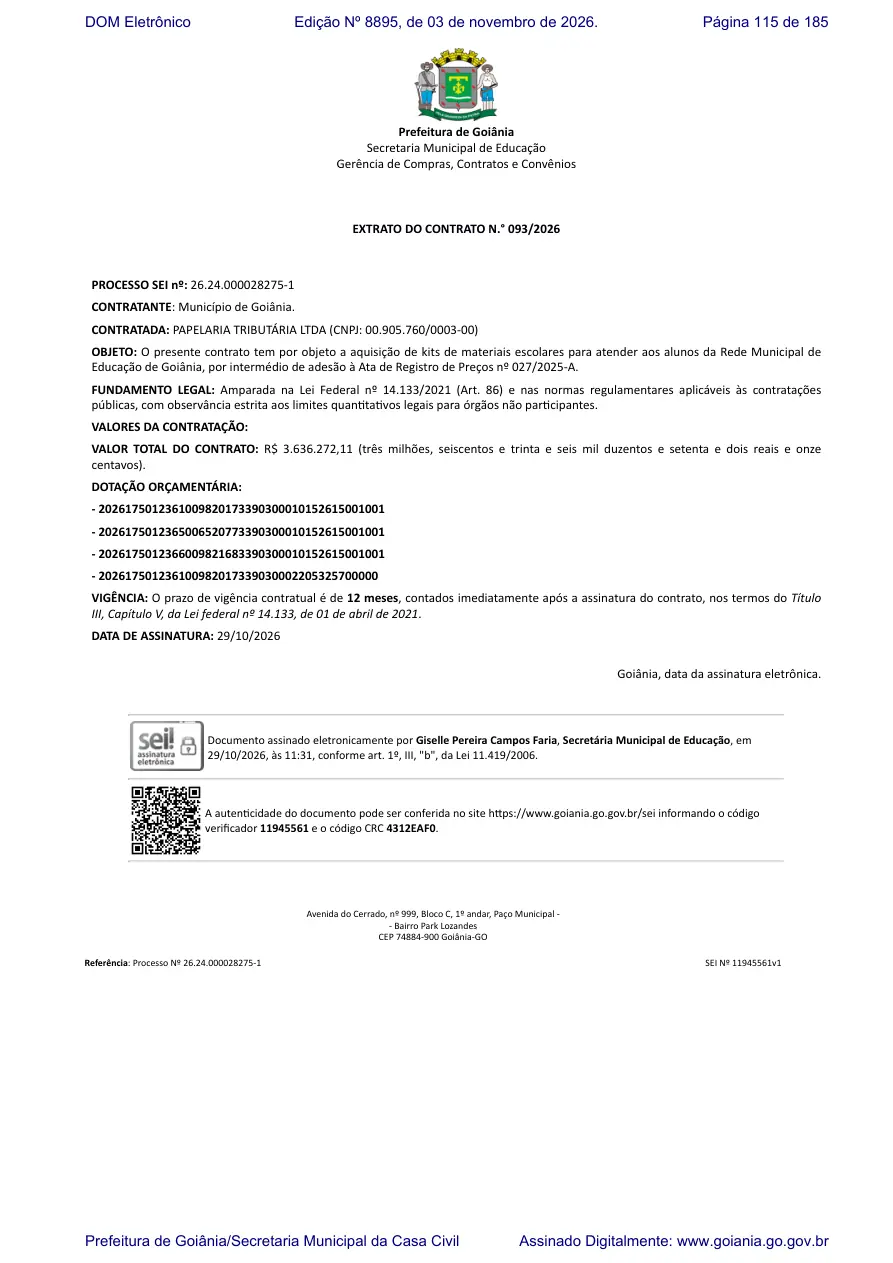 DOM Eletrônico Edição Nº 8895, de 03 de novembro de 2026. Página 115 de 185
Prefeitura de Goiânia
Secretaria Municipal de Educação
Gerência de Compras, Contratos e Convênios
EXTRATO DO CONTRATO N.° 093/2026
PROCESSO SEI nº: 26.24.000028275-1
CONTRATANTE: Município de Goiânia.
CONTRATADA: PAPELARIA TRIBUTÁRIA LTDA (CNPJ: 00.905.760/0003-00)
OBJETO: O presente contrato tem por objeto a aquisição de kits de materiais escolares para atender aos alunos da Rede Municipal de
Educação de Goiânia, por intermédio de adesão à Ata de Registro de Preços nº 027/2025-A.
FUNDAMENTO LEGAL: Amparada na Lei Federal nº 14.133/2021 (Art. 86) e nas normas regulamentares aplicáveis às contratações
públicas, com observância estrita aos limites quantitativos legais para órgãos não participantes.
VALORES DA CONTRATAÇÃO:
VALOR TOTAL DO CONTRATO: R$ 3.636.272,11 (três milhões, seiscentos e trinta e seis mil duzentos e setenta e dois reais e onze
centavos).
DOTAÇÃO ORÇAMENTÁRIA:
- 2026175012361009820173390300010152615001001
- 2026175012365006520773390300010152615001001
- 2026175012366009821683390300010152615001001
- 20261750123610098201733903000220532570​0000
VIGÊNCIA: O prazo de vigência contratual é de 12 meses, contados imediatamente após a assinatura do contrato, nos termos do Título
III, Capítulo V, da Lei federal nº 14.133, de 01 de abril de 2021.
DATA DE ASSINATURA: 29/10/2026
Goiânia, data da assinatura eletrônica.
sei!
assinatura
eletrônica
Documento assinado eletronicamente por Giselle Pereira Campos Faria, Secretária Municipal de Educação, em
29/10/2026, às 11:31, conforme art. 1º, III, "b", da Lei 11.419/2006.
A autenticidade do documento pode ser conferida no site https://www.goiania.go.gov.br/sei informando o código
verificador 11945561 e o código CRC 4312EAF0.
Avenida do Cerrado, nº 999, Bloco C, 1º andar, Paço Municipal -
- Bairro Park Lozandes
CEP 74884-900 Goiânia-GO
Referência: Processo Nº 26.24.000028275-1 SEI Nº 11945561v1
Prefeitura de Goiânia/Secretaria Municipal da Casa Civil Assinado Digitalmente: www.goiania.go.gov.br